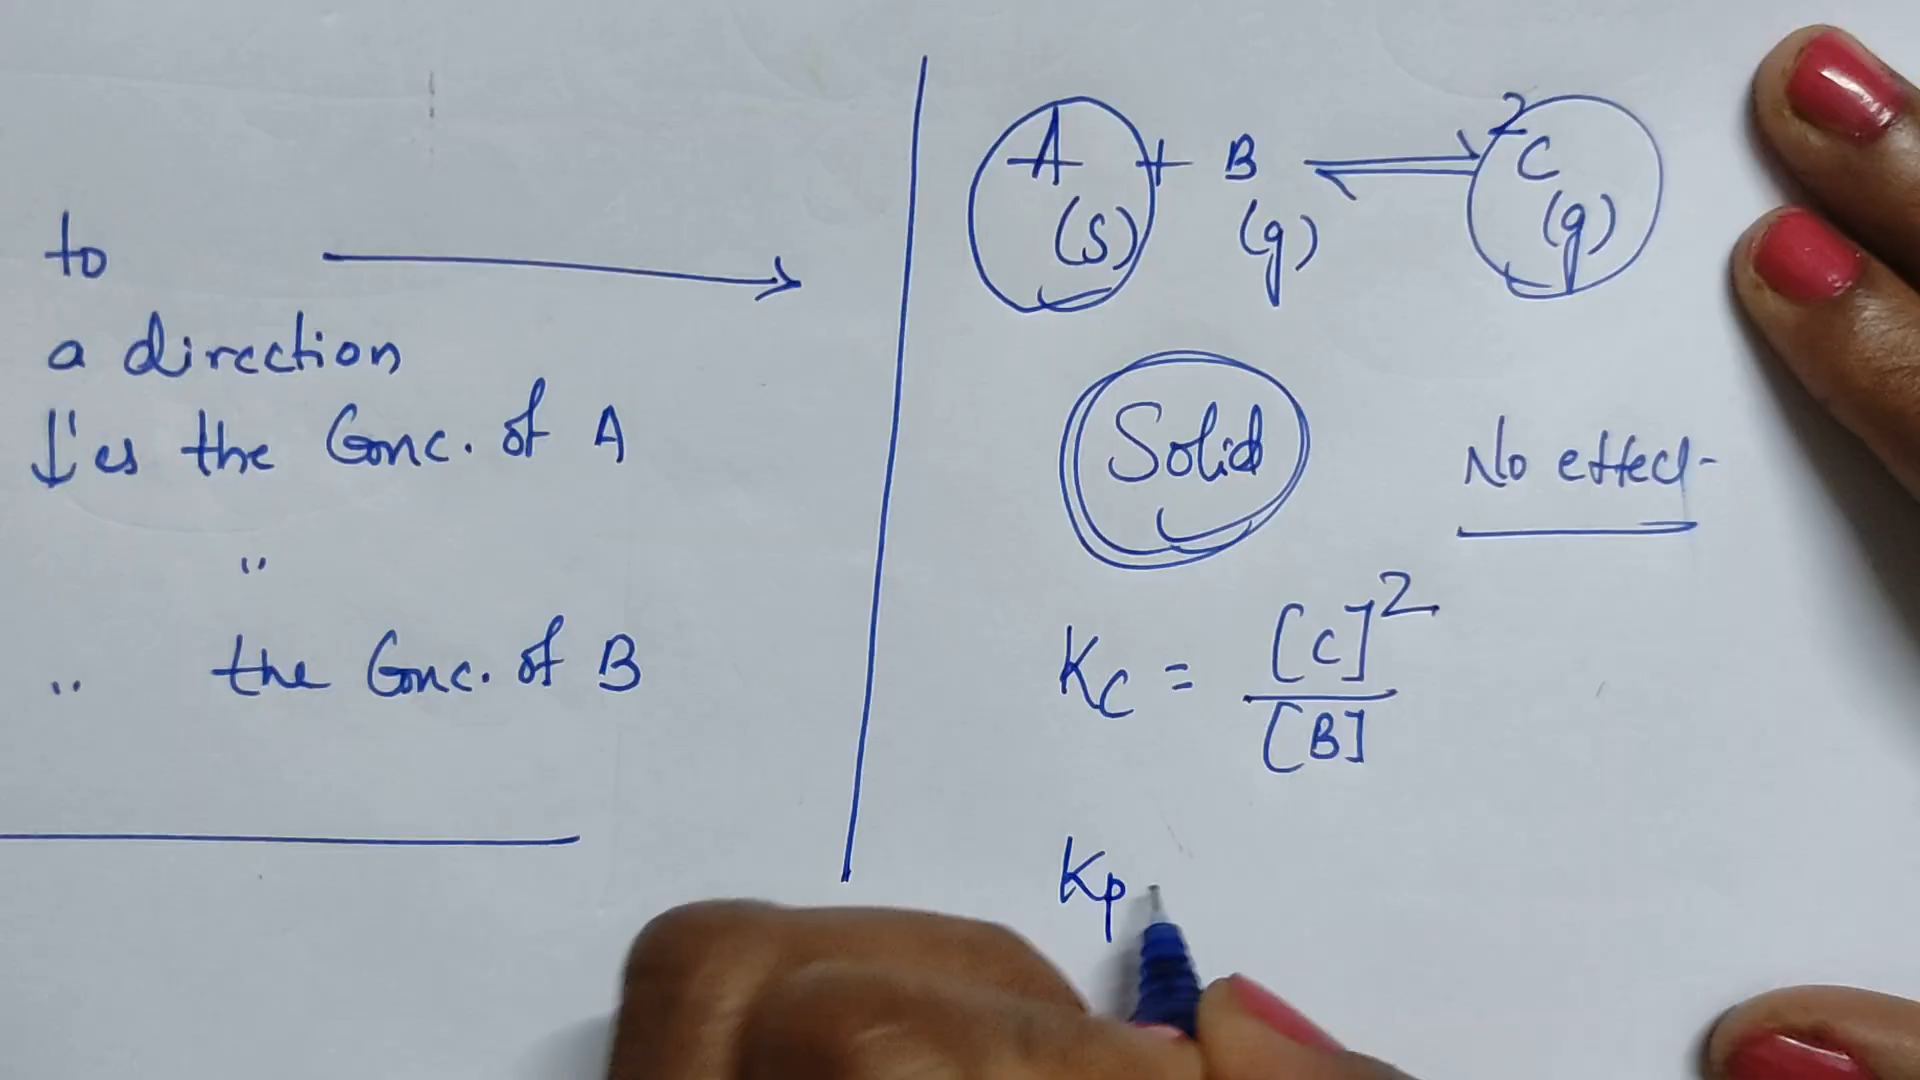 to
a direction
↓'es the Conc. of A
"
" the Conc. of B
A + B ⇌ 2C
(s) (g) (g)
Solid
No effect
Kc = [C]²
[B]
Kp